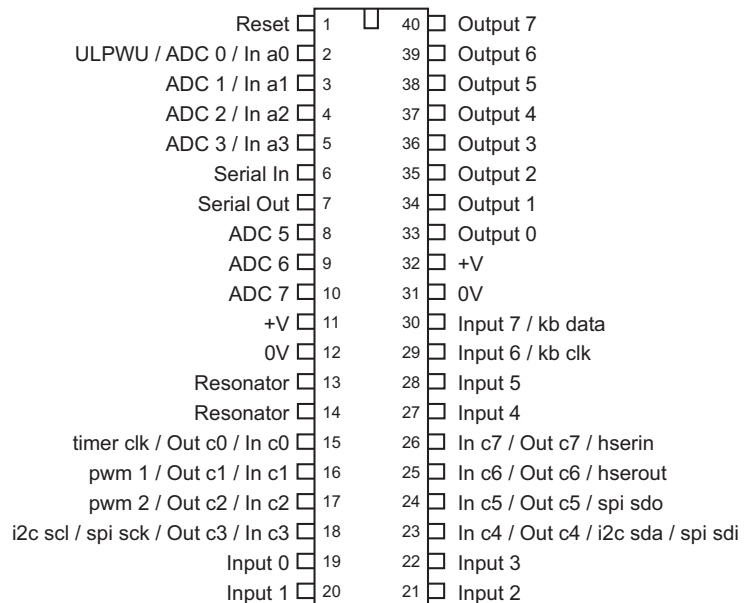 Reset 1 40 Output 7
ULPWU / ADC 0 / In a0 2 39 Output 6
ADC 1 / In a1 3 38 Output 5
ADC 2 / In a2 4 37 Output 4
ADC 3 / In a3 5 36 Output 3
Serial In 6 35 Output 2
Serial Out 7 34 Output 1
ADC 5 8 33 Output 0
ADC 6 9 32 +V
ADC 7 10 31 0V
+V 11 30 Input 7 / kb data
0V 12 29 Input 6 / kb clk
Resonator 13 28 Input 5
Resonator 14 27 Input 4
timer clk / Out c0 / In c0 15 26 In c7 / Out c7 / hserin
pwm 1 / Out c1 / In c1 16 25 In c6 / Out c6 / hserout
pwm 2 / Out c2 / In c2 17 24 In c5 / Out c5 / spi sdo
i2c scl / spi sck / Out c3 / In c3 18 23 In c4 / Out c4 / i2c sda / spi sdi
Input 0 19 22 Input 3
Input 1 20 21 Input 2